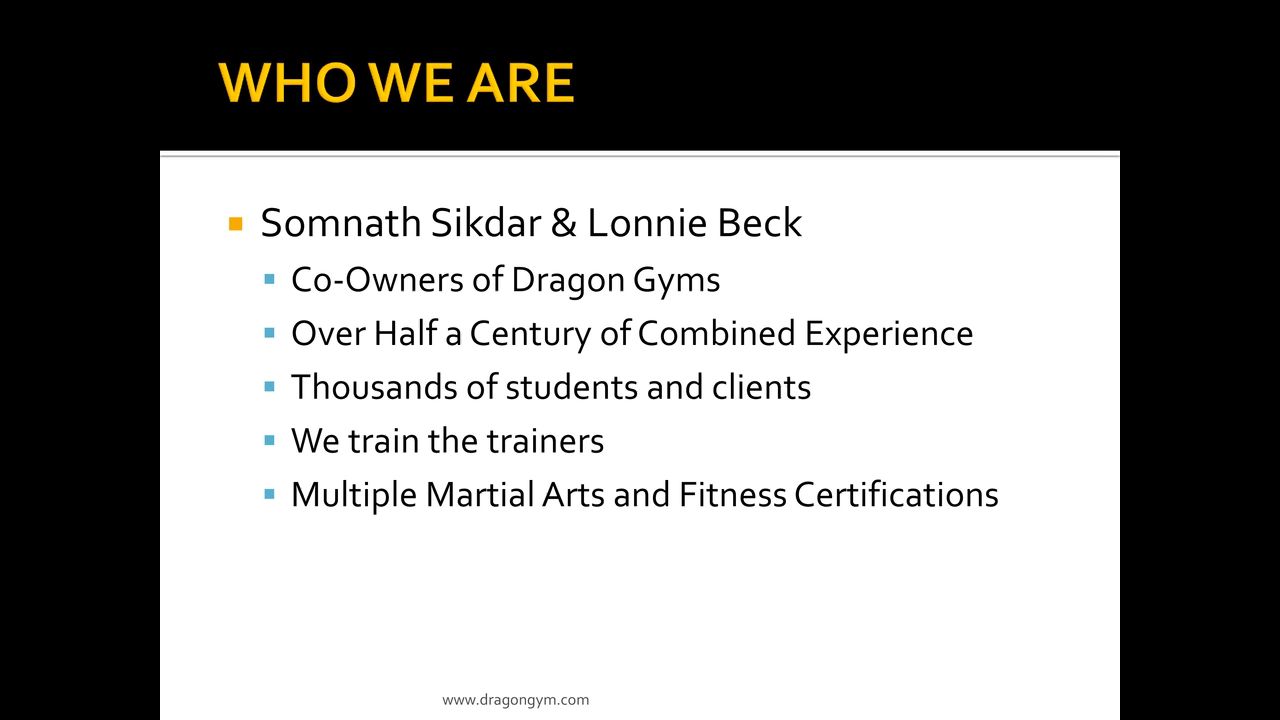 WHO WE ARE
Somnath Sikdar & Lonnie Beck
Co-Owners of Dragon Gyms
Over Half a Century of Combined Experience
Thousands of students and clients
We train the trainers
Multiple Martial Arts and Fitness Certifications
www.dragongym.com